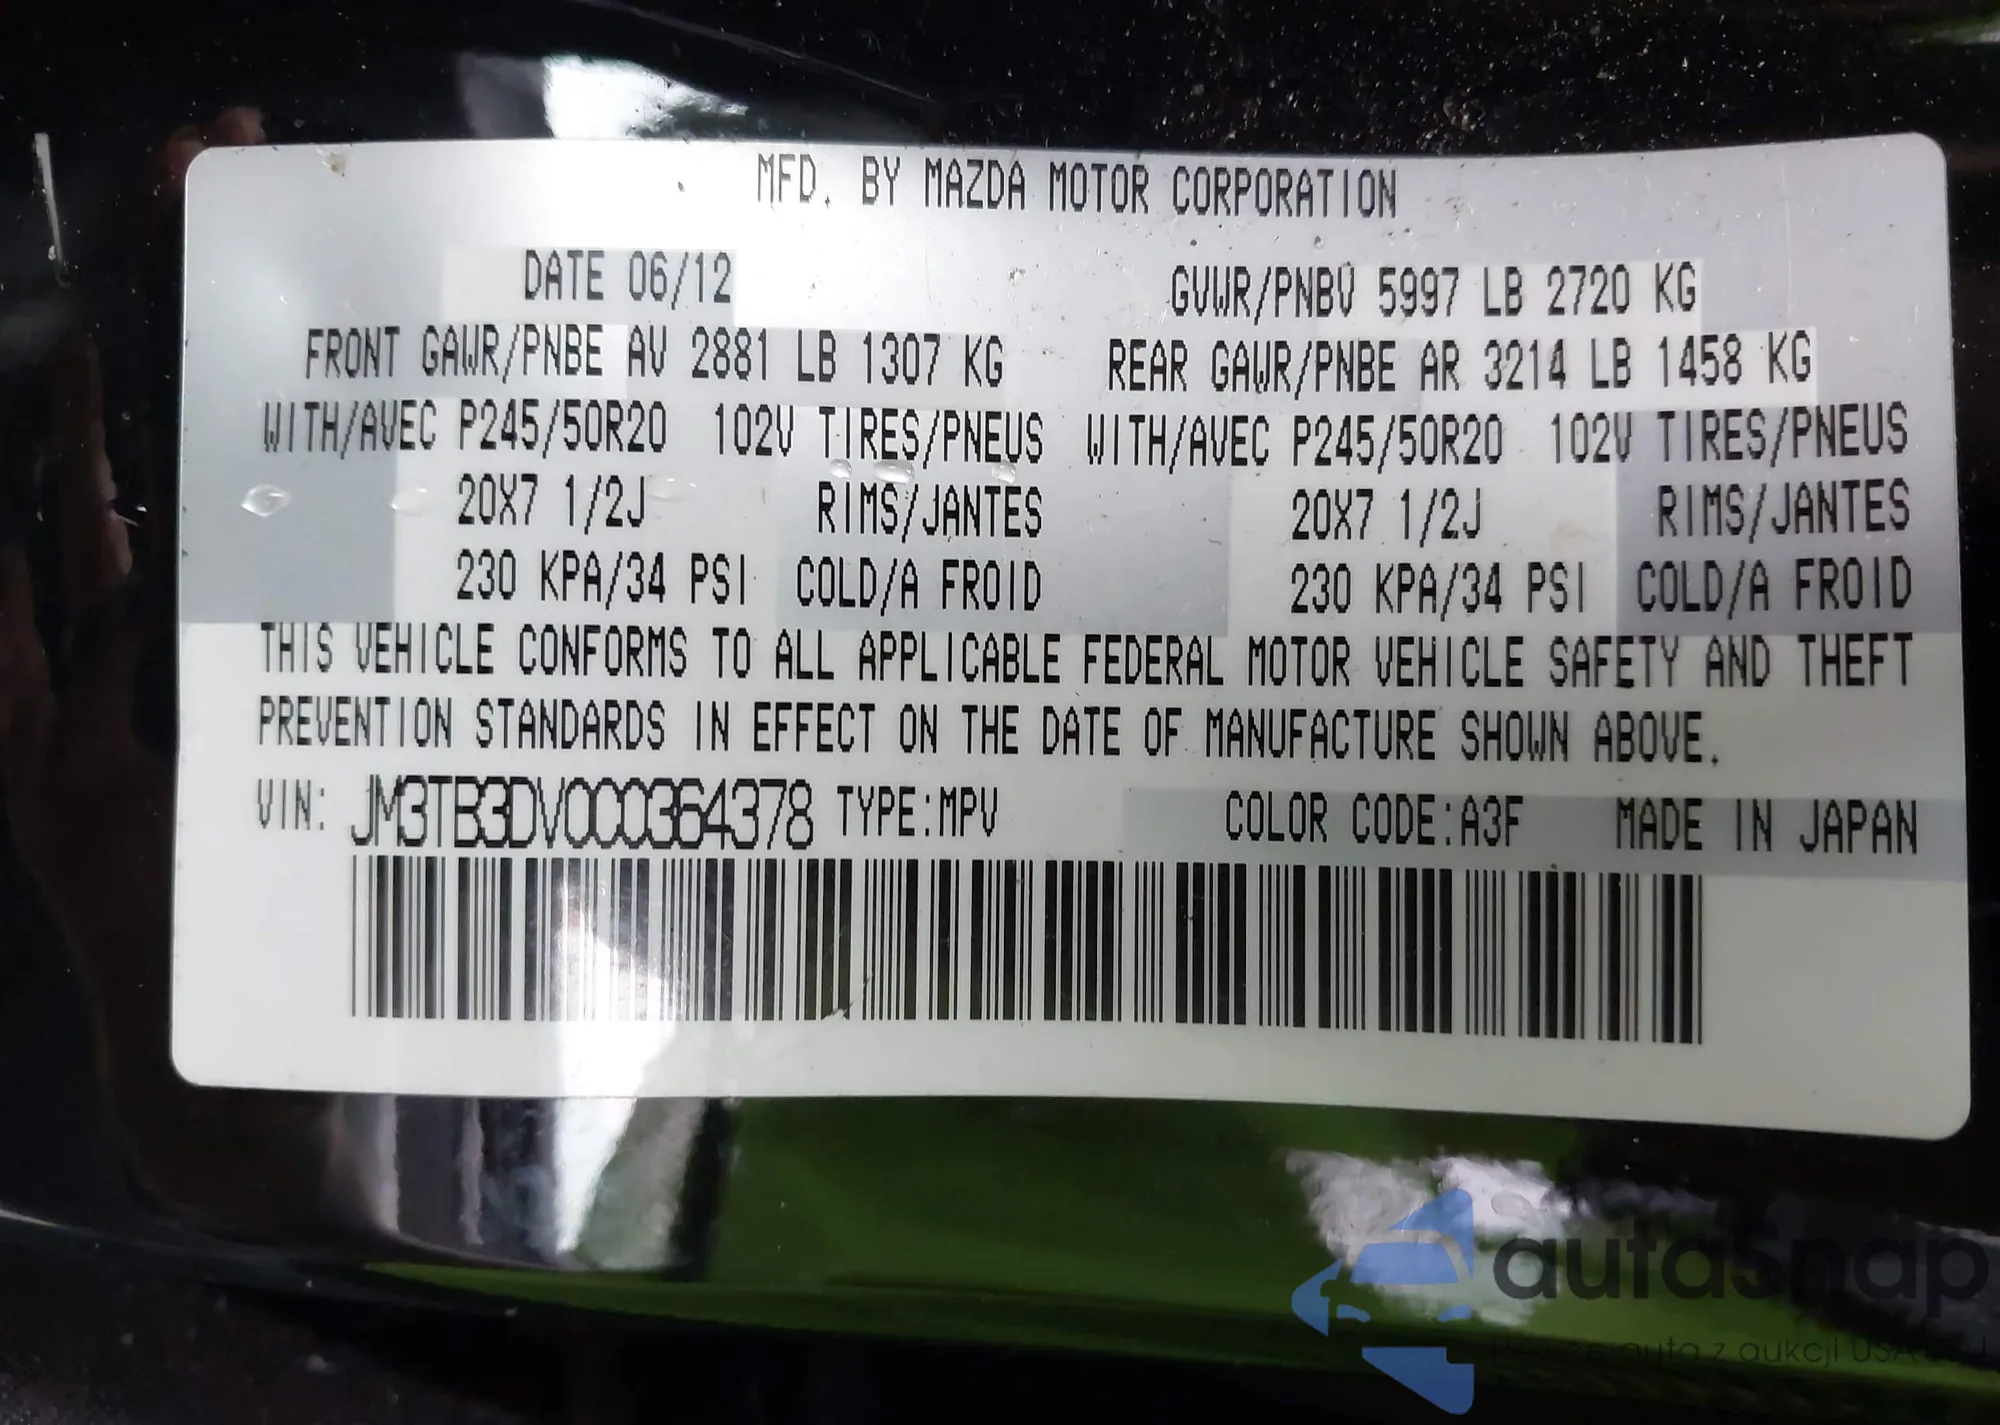 MFD. BY MAZDA MOTOR CORPORATION
DATE 06/12 GVWR/PNBV 5997 LB 2720 KG
FRONT GAWR/PNBE AV 2881 LB 1307 KG REAR GAWR/PNBE AR 3214 LB 1458 KG
WITH/AVEC P245/50R20 102V TIRES/PNEUS WITH/AVEC P245/50R20 102V TIRES/PNEUS
20X7 1/2J RIMS/JANTES 20X7 1/2J RIMS/JANTES
230 KPA/34 PSI COLD/A FROID 230 KPA/34 PSI COLD/A FROID
THIS VEHICLE CONFORMS TO ALL APPLICABLE FEDERAL MOTOR VEHICLE SAFETY AND THEFT
PREVENTION STANDARDS IN EFFECT ON THE DATE OF MANUFACTURE SHOWN ABOVE.
VIN: JM3TB3DV0C0364378 TYPE:MPV COLOR CODE:A3F MADE IN JAPAN
autasnap
auta z aukcji USA